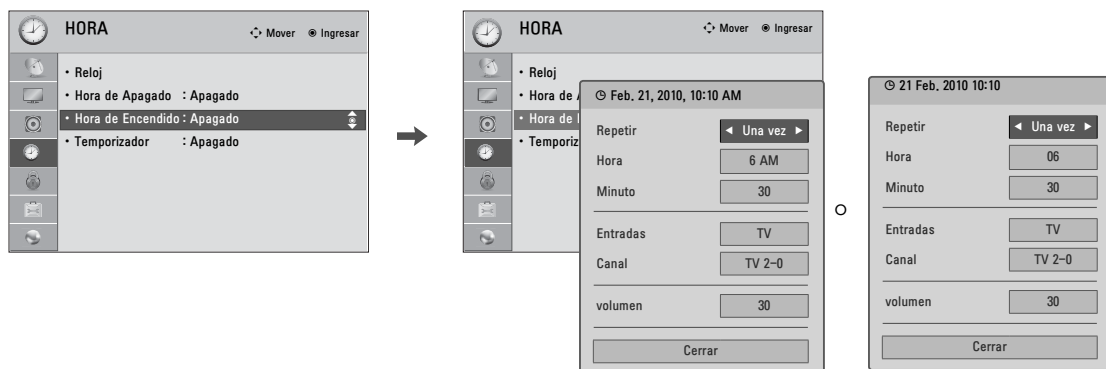 HORA
Mover Ingresar
• Reloj
• Hora de Apagado : Apagado
• Hora de Encendido : Apagado
• Temporizador : Apagado
HORA
Mover Ingresar
• Reloj
• Hora de
• Hora de
• Temporiz
Feb. 21, 2010, 10:10 AM
Repetir ◄ Una vez ►
Hora 6 AM
Minuto 30
Entradas TV
Canal TV 2-0
volumen 30
Cerrar
O
21 Feb. 2010 10:10
Repetir ◄ Una vez ►
Hora 06
Minuto 30
Entradas TV
Canal TV 2-0
volumen 30
Cerrar